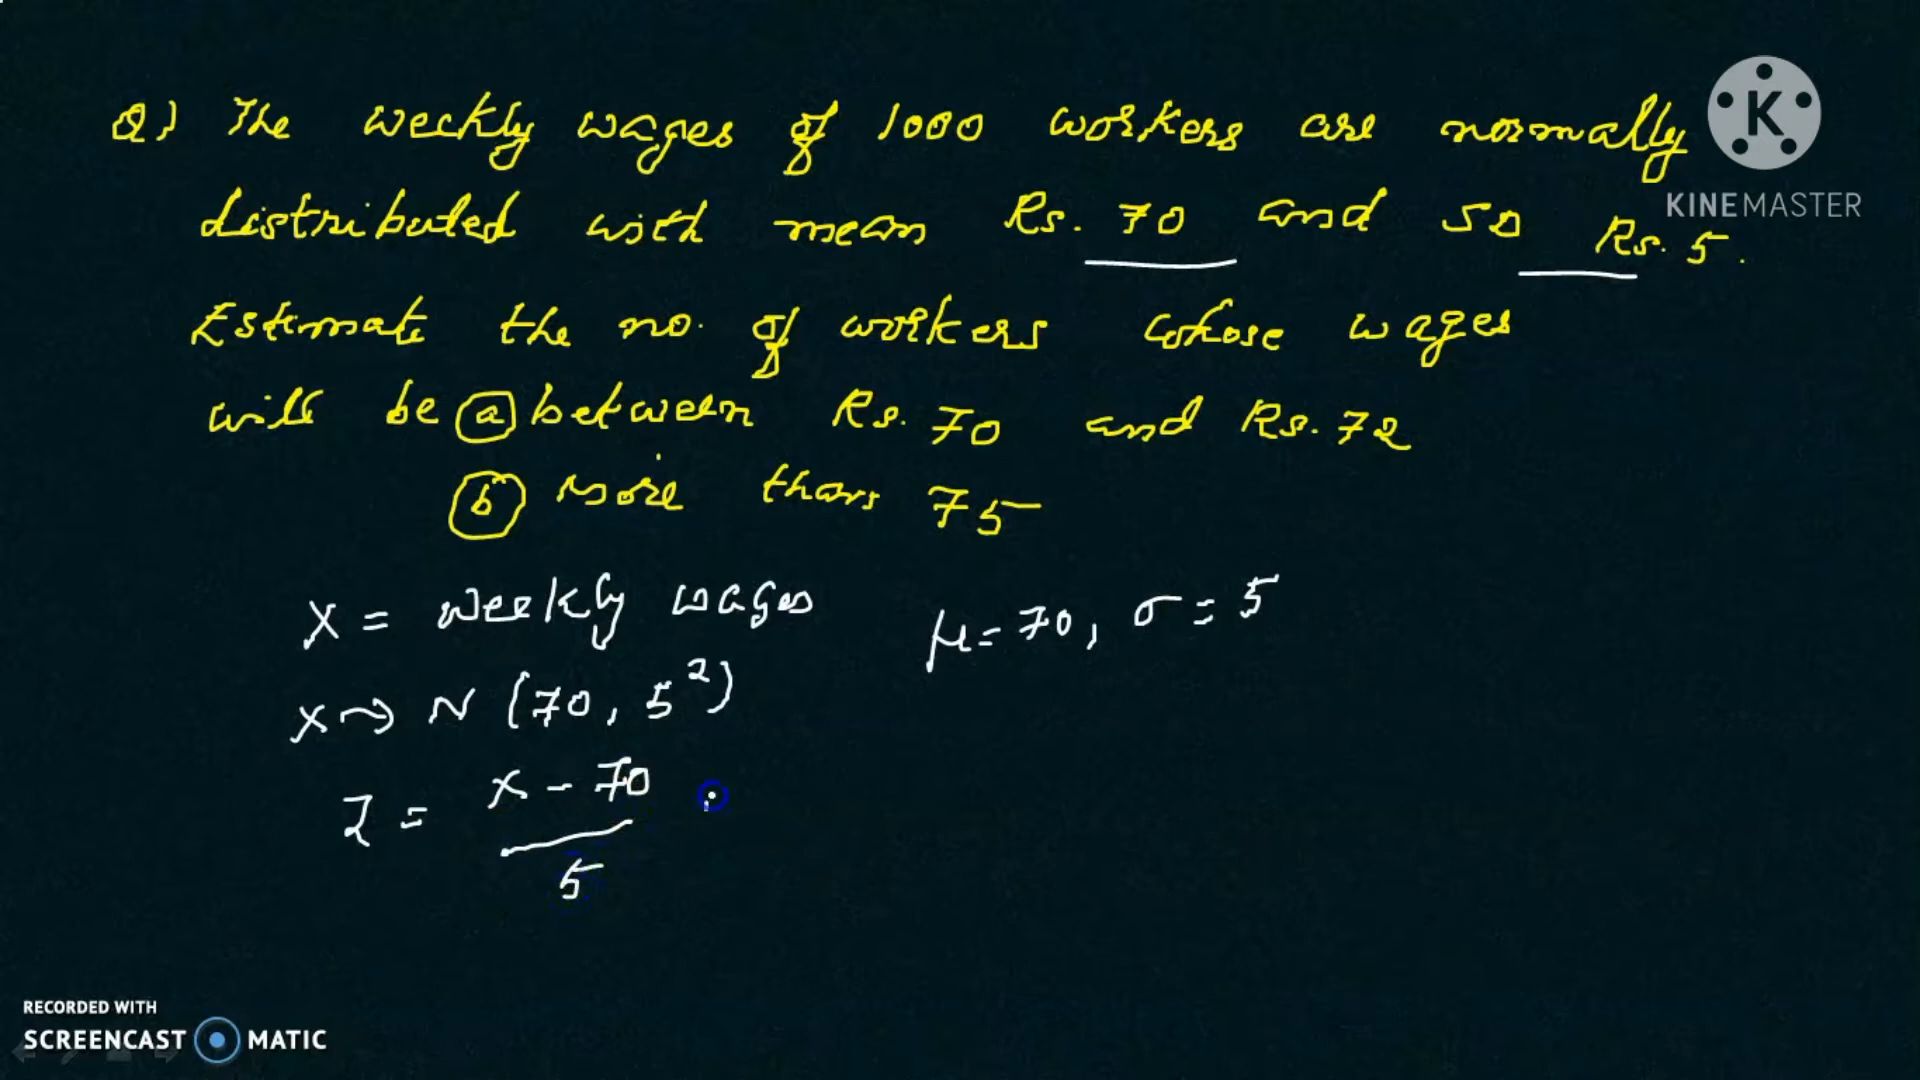 Q) The weekly wages of 1000 workers are normally
distributed with mean Rs. 70 and SD Rs. 5.
Estimate the no. of workers whose wages
will be (a) between Rs. 70 and Rs. 72
(b) More than 75
X = weekly wages μ = 70, σ = 5
X → N (70, 5²)
Z = X - 70
5
K
KINEMASTER
RECORDED WITH
SCREENCAST MATIC